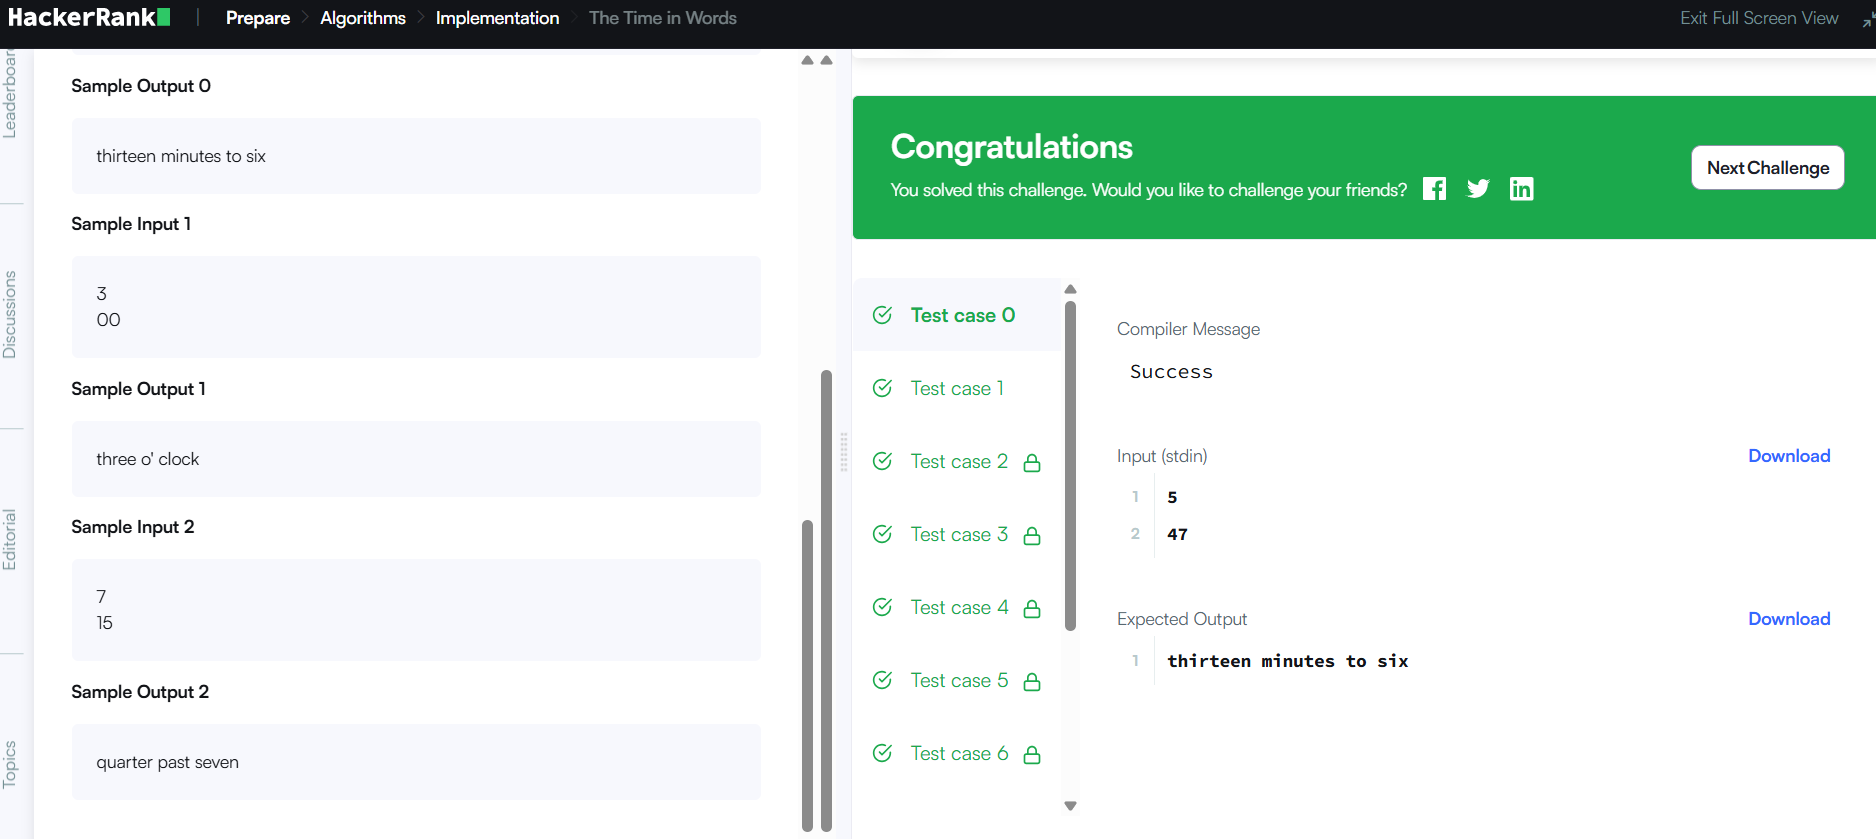 HackerRank | Prepare > Algorithms > Implementation > The Time in Words
Exit Full Screen View
Leaderboar
Discussions
Editorial
Topics
Sample Output 0
thirteen minutes to six
Sample Input 1
3
00
Sample Output 1
three o' clock
Sample Input 2
7
15
Sample Output 2
quarter past seven
Congratulations
You solved this challenge. Would you like to challenge your friends?
Next Challenge
Test case 0
Test case 1
Test case 2
Test case 3
Test case 4
Test case 5
Test case 6
Compiler Message
Success
Input (stdin)
Download
1 5
2 47
Expected Output
Download
1 thirteen minutes to six